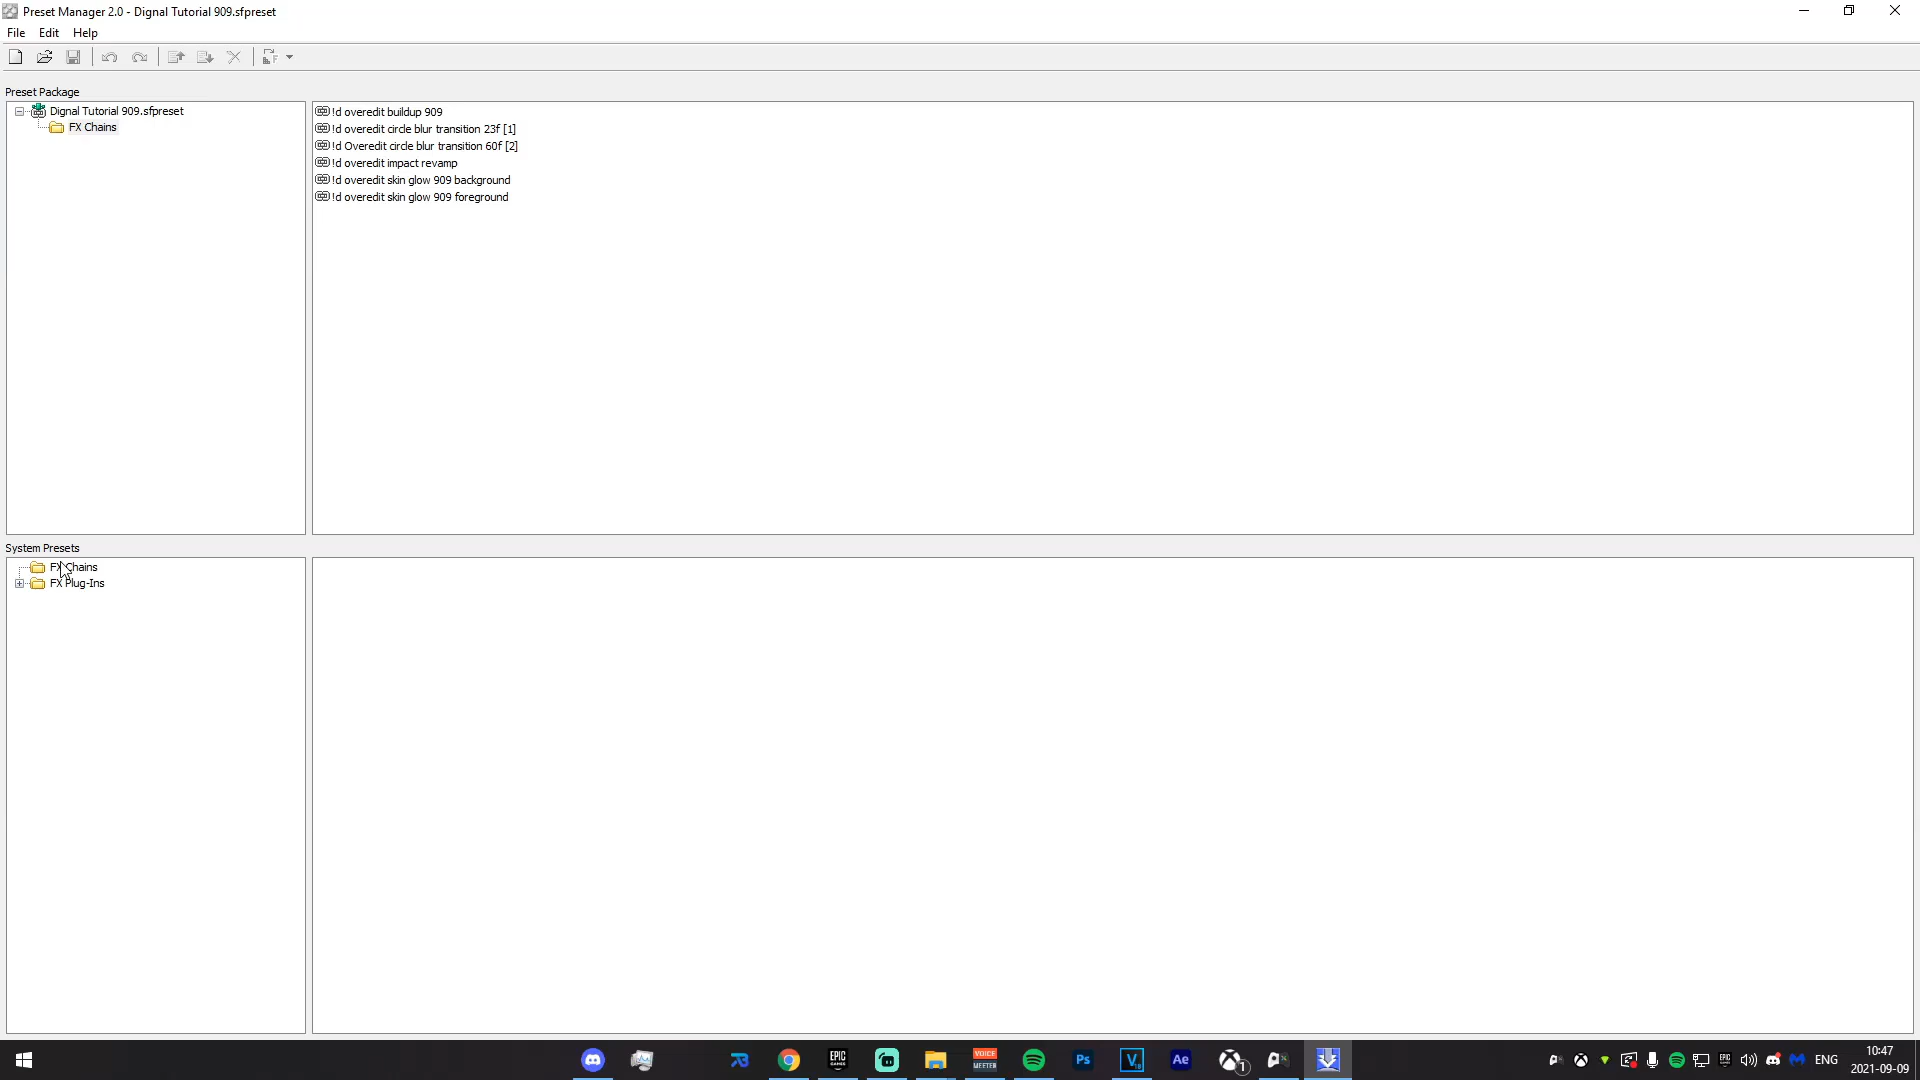 Preset Manager 2.0 - Dignal Tutorial 909.sfpreset
File Edit Help
Preset Package
Dignal Tutorial 909.sfpreset
FX Chains
!d overedit buildup 909
!d overedit circle blur transition 23f [1]
!d Overedit circle blur transition 60f [2]
!d overedit impact revamp
!d overedit skin glow 909 background
!d overedit skin glow 909 foreground
System Presets
FX Chains
FX Plug-Ins
EPIC GAMES
VOICE MEETER
Ps
V
Ae
1
ENG
10:47
2021-09-09